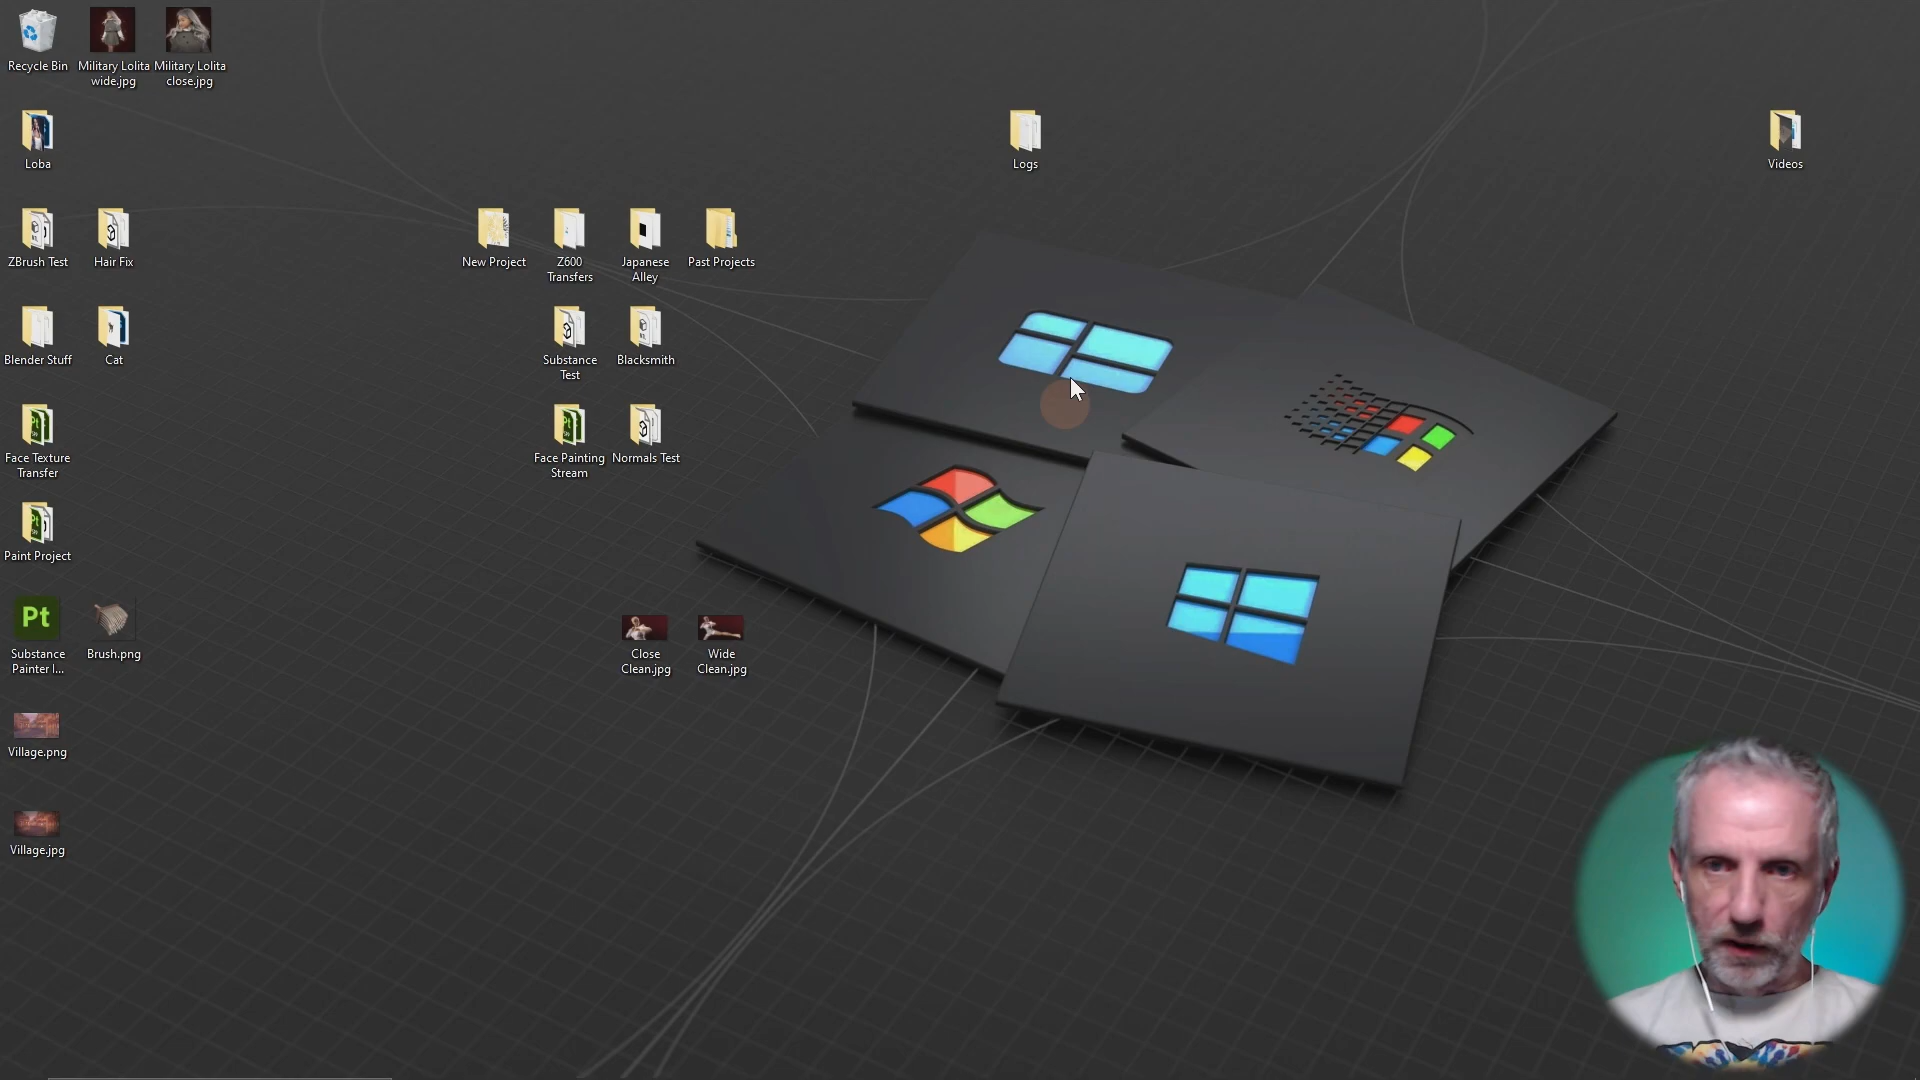 Recycle Bin
Military Lolita
wide.jpg
Military Lolita
close.jpg
Loba
Logs
Videos
ZBrush Test
Hair Fix
New Project
Z600
Transfers
Japanese
Alley
Past Projects
Blender Stuff
Cat
Substance
Test
Blacksmith
Face Texture
Transfer
Face Painting
Stream
Normals Test
Paint Project
Pt
Substance
Painter I...
Brush.png
Close
Clean.jpg
Wide
Clean.jpg
Village.png
Village.jpg